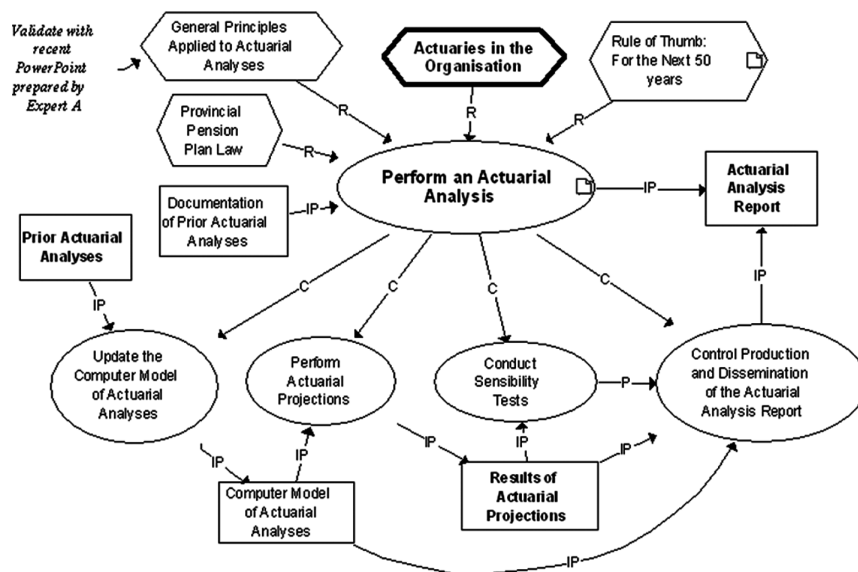 Validate with
recent
PowerPoint
prepared by
Expert A
General Principles
Applied to Actuarial
Analyses
Actuaries in the
Organisation
Rule of Thumb:
For the Next 50
years
R
R
R
Provincial
Pension
Plan Law
R
Perform an Actuarial
Analysis
IP
Actuarial
Analysis
Report
Documentation
of Prior Actuarial
Analyses
IP
Prior Actuarial
Analyses
IP
C
C
C
C
IP
Update the
Computer Model
of Actuarial
Analyses
Perform
Actuarial
Projections
Conduct
Sensibility
Tests
P
Control Production
and Dissemination
of the Actuarial
Analysis Report
IP
IP
IP
IP
IP
Computer Model
of Actuarial
Analyses
Results of
Actuarial
Projections
IP